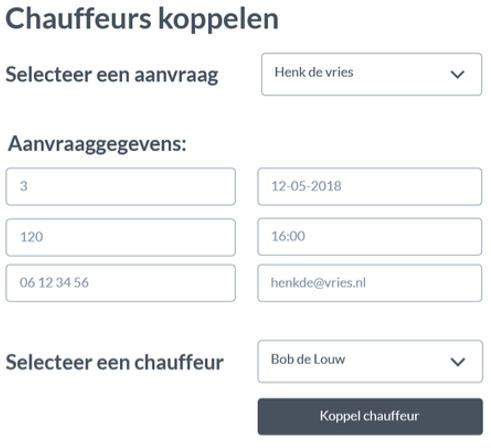 Chauffeurs koppelen
Selecteer een aanvraag
Henk de vries
Aanvraaggegevens:
3
12-05-2018
120
16:00
06 12 34 56
henkde@vries.nl
Selecteer een chauffeur
Bob de Louw
Koppel chauffeur